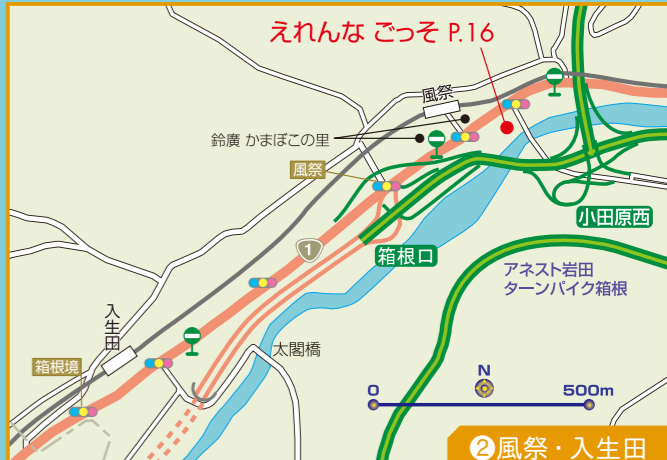 えれんな ごっそ P.16
風祭
鈴廣 かまぼこの里
風祭
小田原西
1
箱根口
アネスト岩田
ターンパイク箱根
入生田
太閤橋
箱根境
N
0
500m
❷風祭・入生田